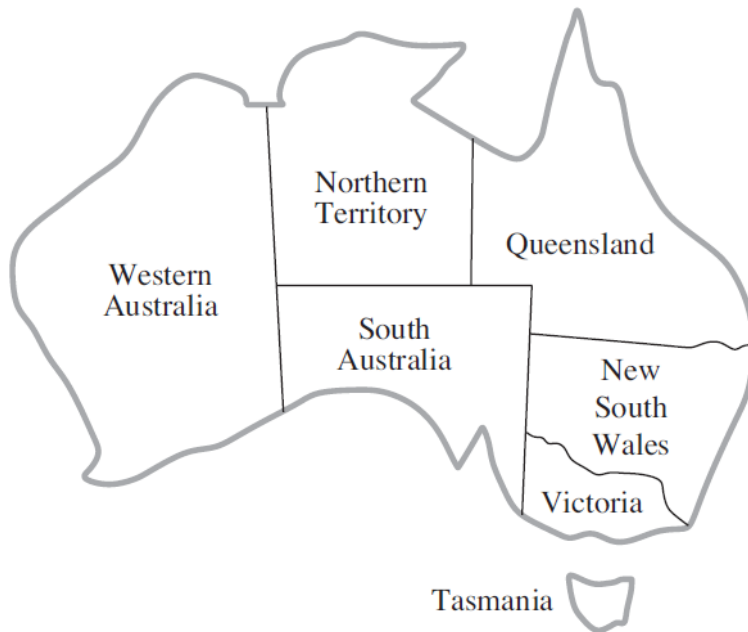 Northern
Territory
Western
Australia
Queensland
South
Australia
New
South
Wales
Victoria
Tasmania